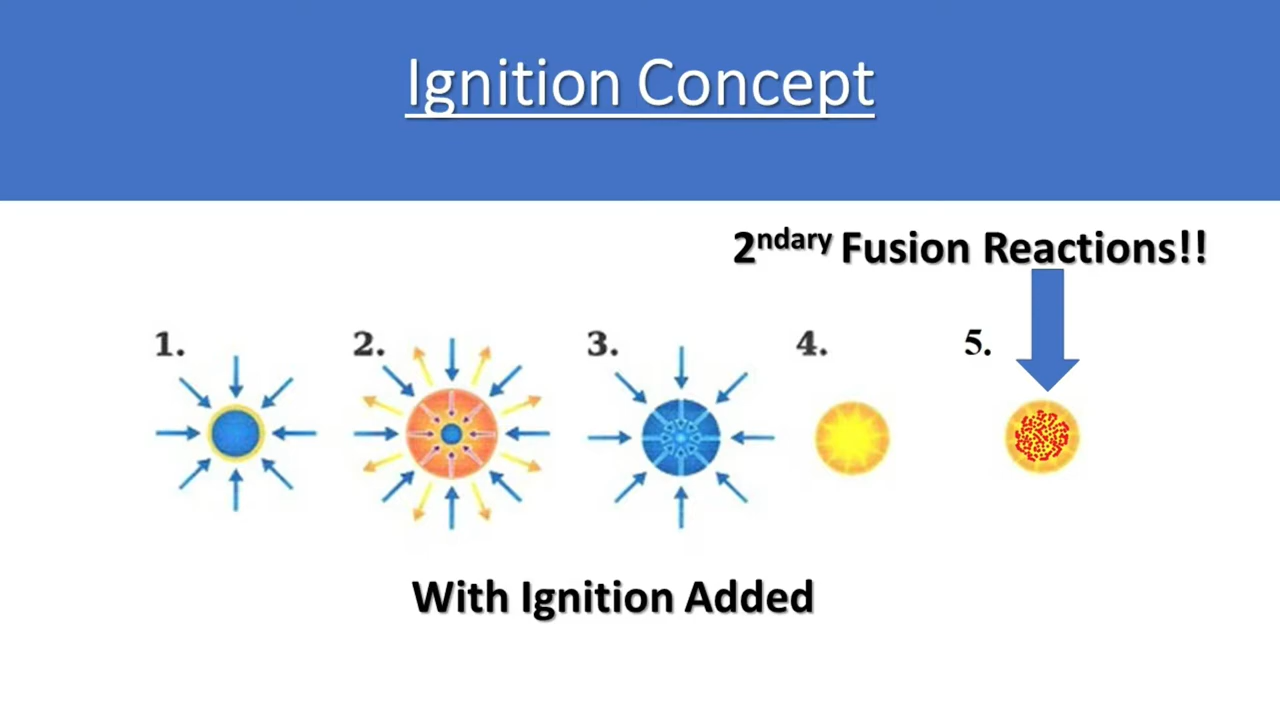 Ignition Concept
2ndary Fusion Reactions!!
1. 2. 3. 4. 5.
With Ignition Added